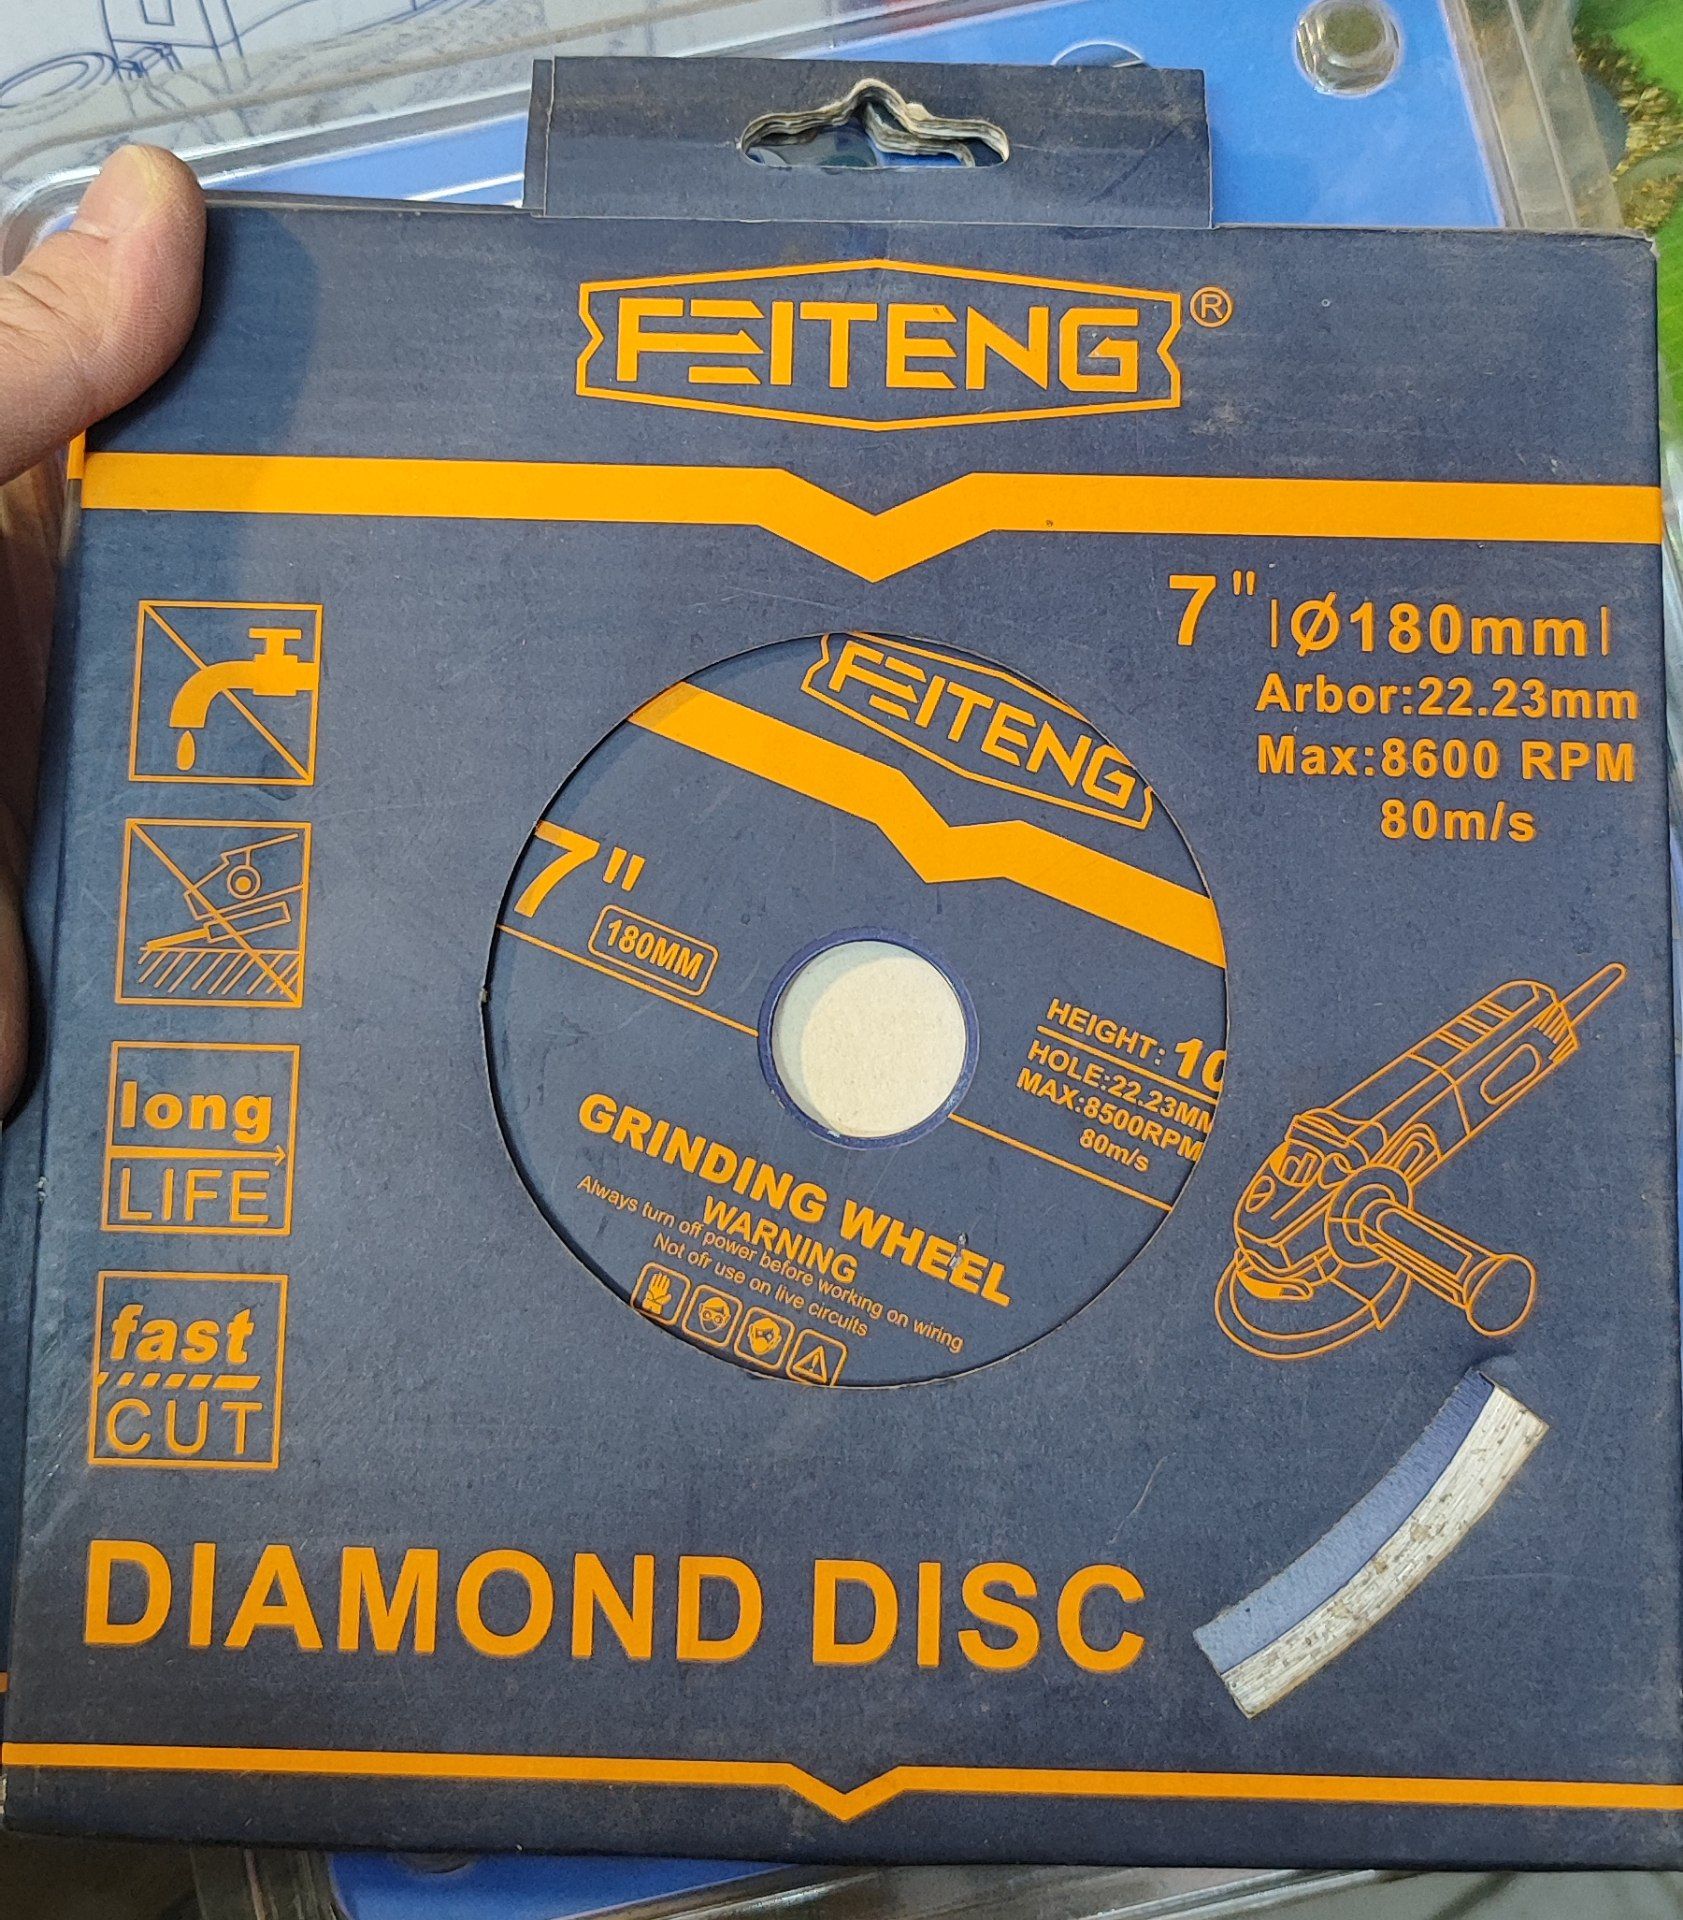 FEITENG®
7" |Ø180mm|
Arbor:22.23mm
Max:8600 RPM
80m/s
FEITENG
7"
180MM
HEIGHT: 10
HOLE:22.23MM
MAX:8500RPM
80m/s
GRINDING WHEEL
WARNING
Always turn off power before working on wiring
Not ofr use on live circuits
long
LIFE
fast
CUT
DIAMOND DISC